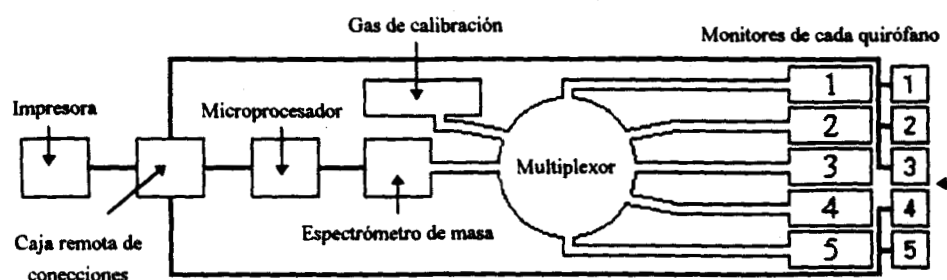 Gas de calibración
Monitores de cada quirófano
Impresora
Microprocesador
Multiplexor
Espectrómetro de masa
Caja remota de
conecciones
1
2
3
4
5
1
2
3
4
5